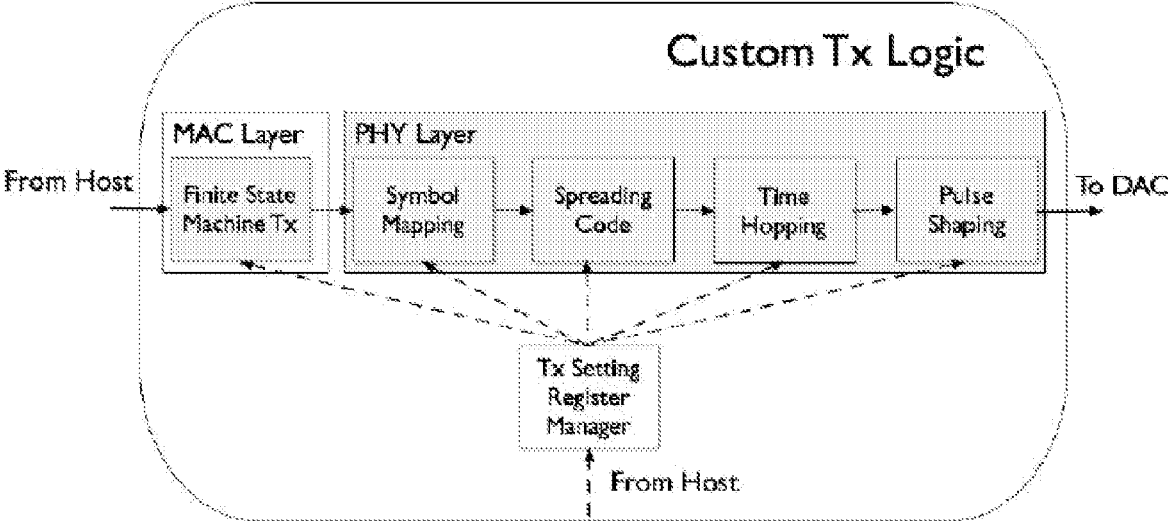 Custom Tx Logic
MAC Layer
PHY Layer
From Host
Finite State
Machine Tx
Symbol
Mapping
Spreading
Code
Time
Hopping
Pulse
Shaping
To DAC
Tx Setting
Register
Manager
From Host